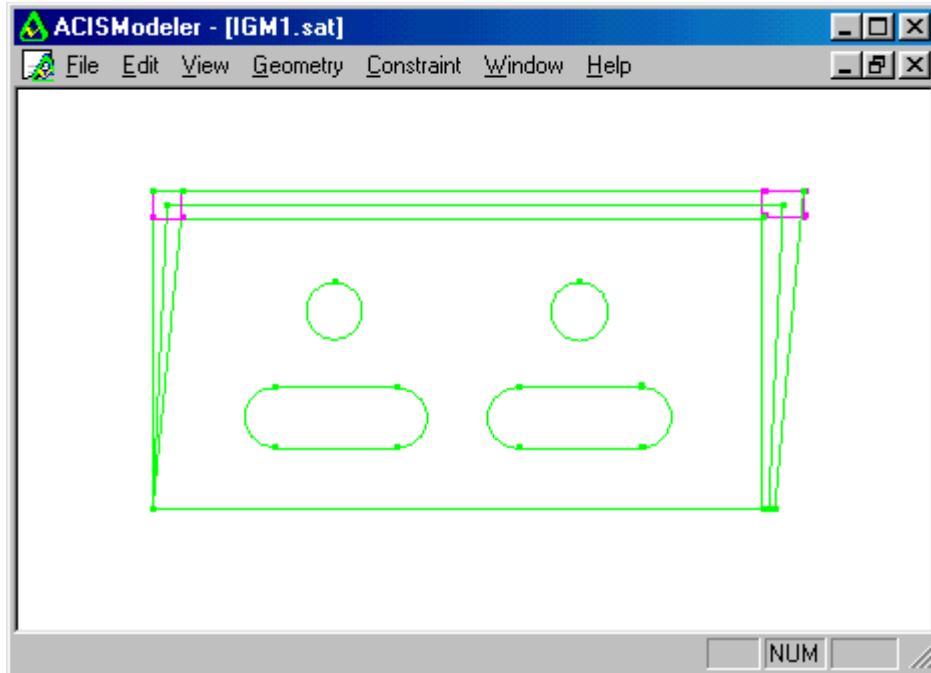 ACISModeler - [IGM1.sat]
File Edit View Geometry Constraint Window Help
NUM